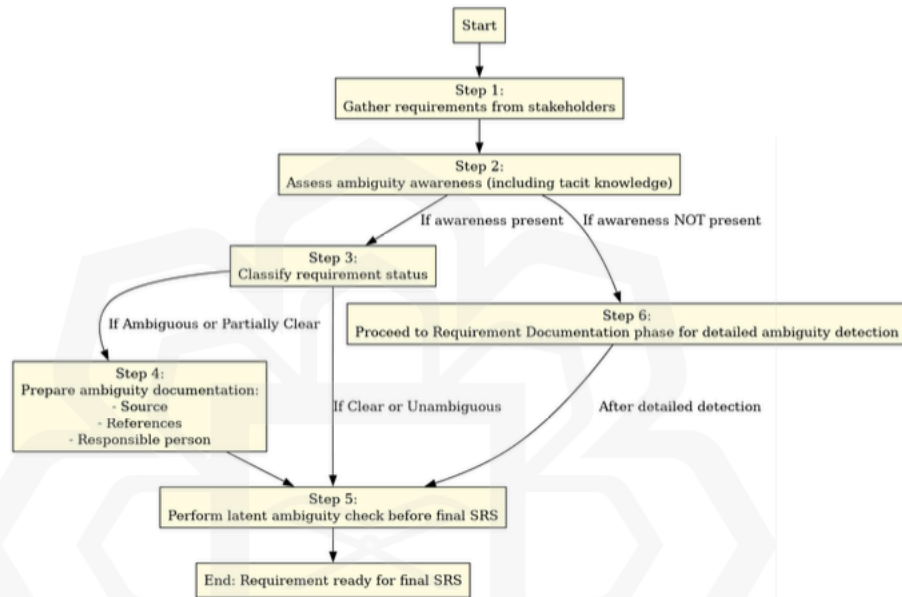 Start
Step 1:
Gather requirements from stakeholders
Step 2:
Assess ambiguity awareness (including tacit knowledge)
If awareness present
If awareness NOT present
Step 3:
Classify requirement status
Step 6:
Proceed to Requirement Documentation phase for detailed ambiguity detection
If Ambiguous or Partially Clear
Step 4:
Prepare ambiguity documentation:
- Source
- References
- Responsible person
If Clear or Unambiguous
After detailed detection
Step 5:
Perform latent ambiguity check before final SRS
End: Requirement ready for final SRS